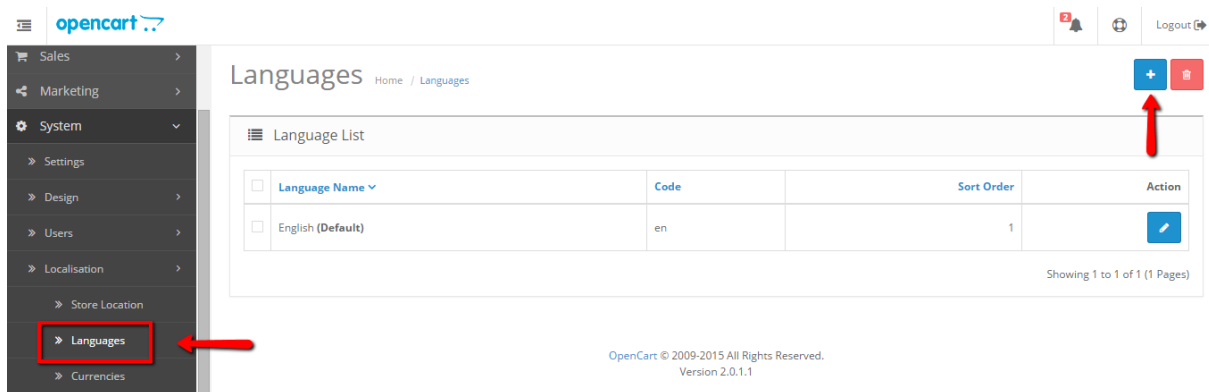 opencart
2
Logout
Sales
Marketing
System
Settings
Design
Users
Localisation
Store Location
Languages
Currencies
Languages Home / Languages
Language List
Language Name Code Sort Order Action
English (Default) en 1
Showing 1 to 1 of 1 (1 Pages)
OpenCart © 2009-2015 All Rights Reserved.
Version 2.0.1.1